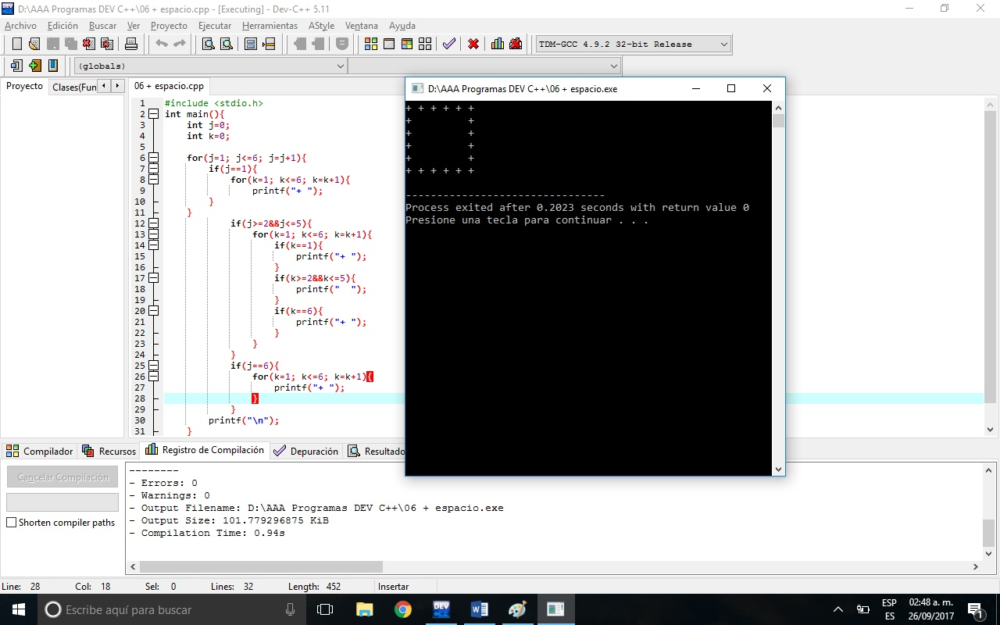 D:\AAA Programas DEV C++\06 + espacio.cpp - [Executing] - Dev-C++ 5.11
Archivo Edición Buscar Ver Proyecto Ejecutar Herramientas AStyle Ventana Ayuda
TDM-GCC 4.9.2 32-bit Release
(globals)
Proyecto Clases(Fun 06 + espacio.cpp
1 #include <stdio.h>
2 int main(){
3 int j=0;
4 int k=0;
5
6 for(j=1; j<=6; j=j+1){
7 if(j==1){
8 for(k=1; k<=6; k=k+1){
9 printf("+ ");
10 }
11 }
12 if(j>=2&&j<=5){
13 for(k=1; k<=6; k=k+1){
14 if(k==1){
15 printf("+ ");
16 }
17 if(k>=2&&k<=5){
18 printf("  ");
19 }
20 if(k==6){
21 printf("+ ");
22 }
23 }
24 }
25 if(j==6){
26 for(k=1; k<=6; k=k+1){
27 printf("+ ");
28 }
29 }
30 printf("\n");
31 }
D:\AAA Programas DEV C++\06 + espacio.exe
+ + + + + +
+         +
+         +
+         +
+         +
+ + + + + +
--------------------------------
Process exited after 0.2023 seconds with return value 0
Presione una tecla para continuar . . .
Compilador Recursos Registro de Compilación Depuración Resultado
Cancelar Compilación
Shorten compiler paths
--------
- Errors: 0
- Warnings: 0
- Output Filename: D:\AAA Programas DEV C++\06 + espacio.exe
- Output Size: 101.779296875 KiB
- Compilation Time: 0.94s
Line: 28 Col: 18 Sel: 0 Lines: 32 Length: 452 Insertar
Escribe aquí para buscar
DEV
ESP 02:48 a. m.
ES 26/09/2017
1